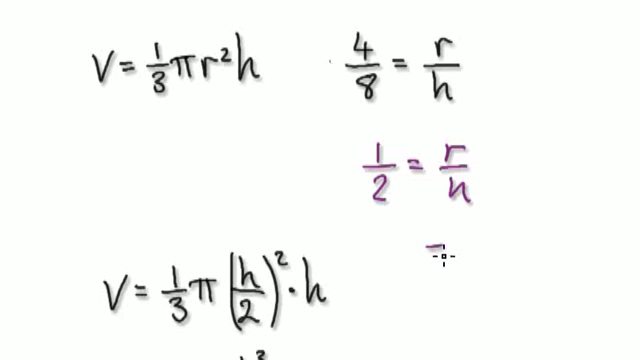 V = 1/3 π r² h
4/8 = r/h
1/2 = r/h
V = 1/3 π (h/2)² · h